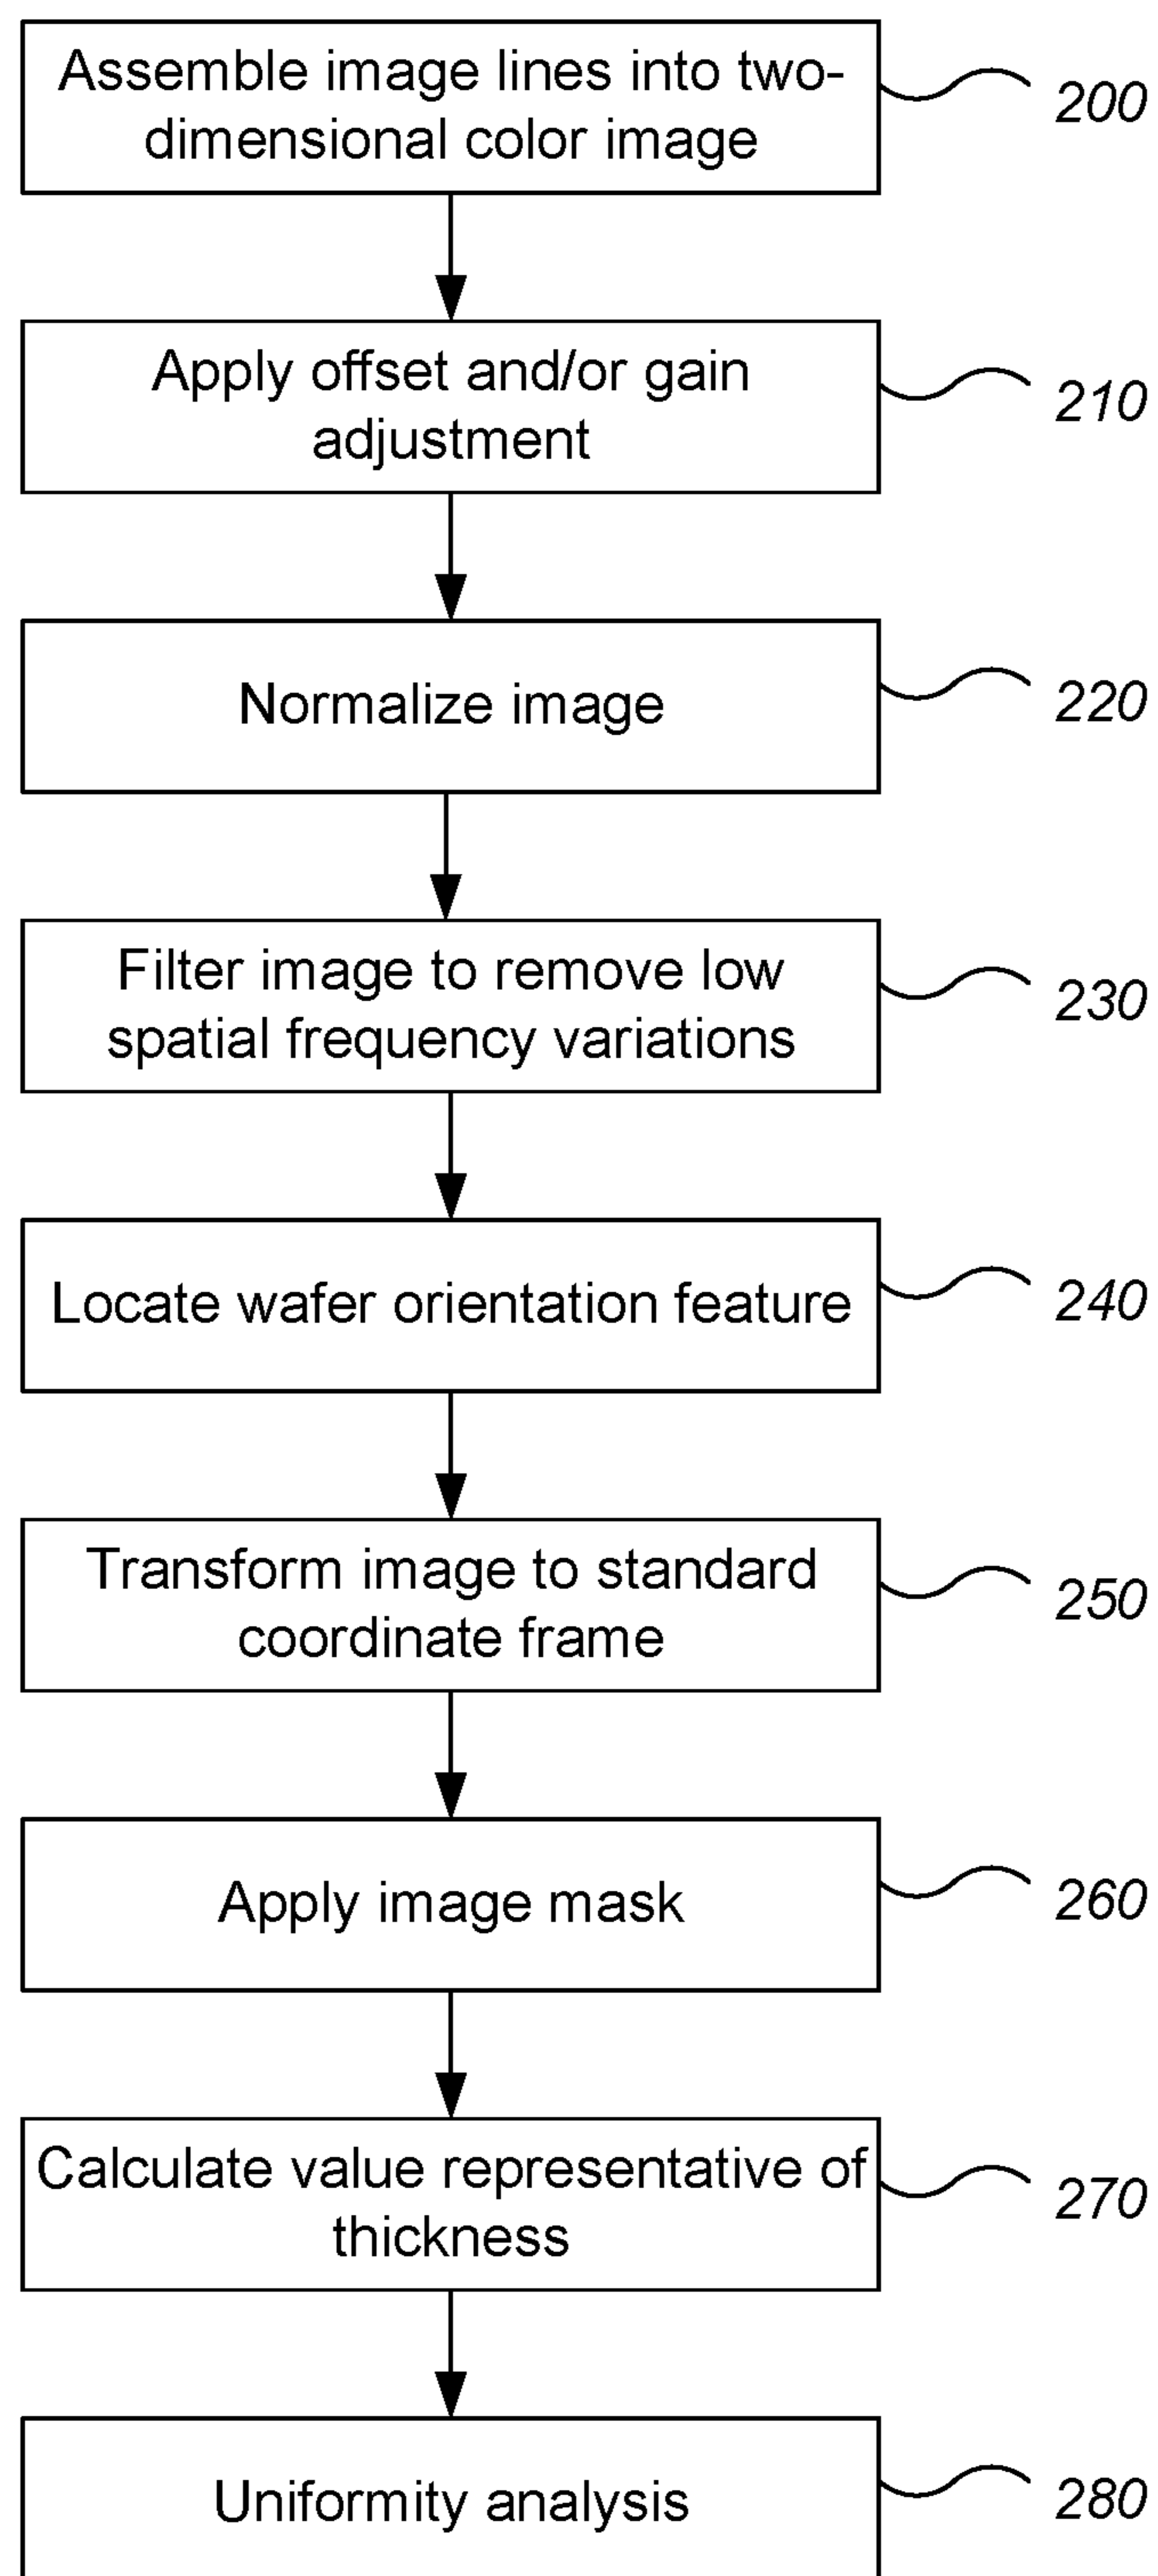 Assemble image lines into two-
dimensional color image
200
Apply offset and/or gain
adjustment
210
Normalize image
220
Filter image to remove low
spatial frequency variations
230
Locate wafer orientation feature
240
Transform image to standard
coordinate frame
250
Apply image mask
260
Calculate value representative of
thickness
270
Uniformity analysis
280